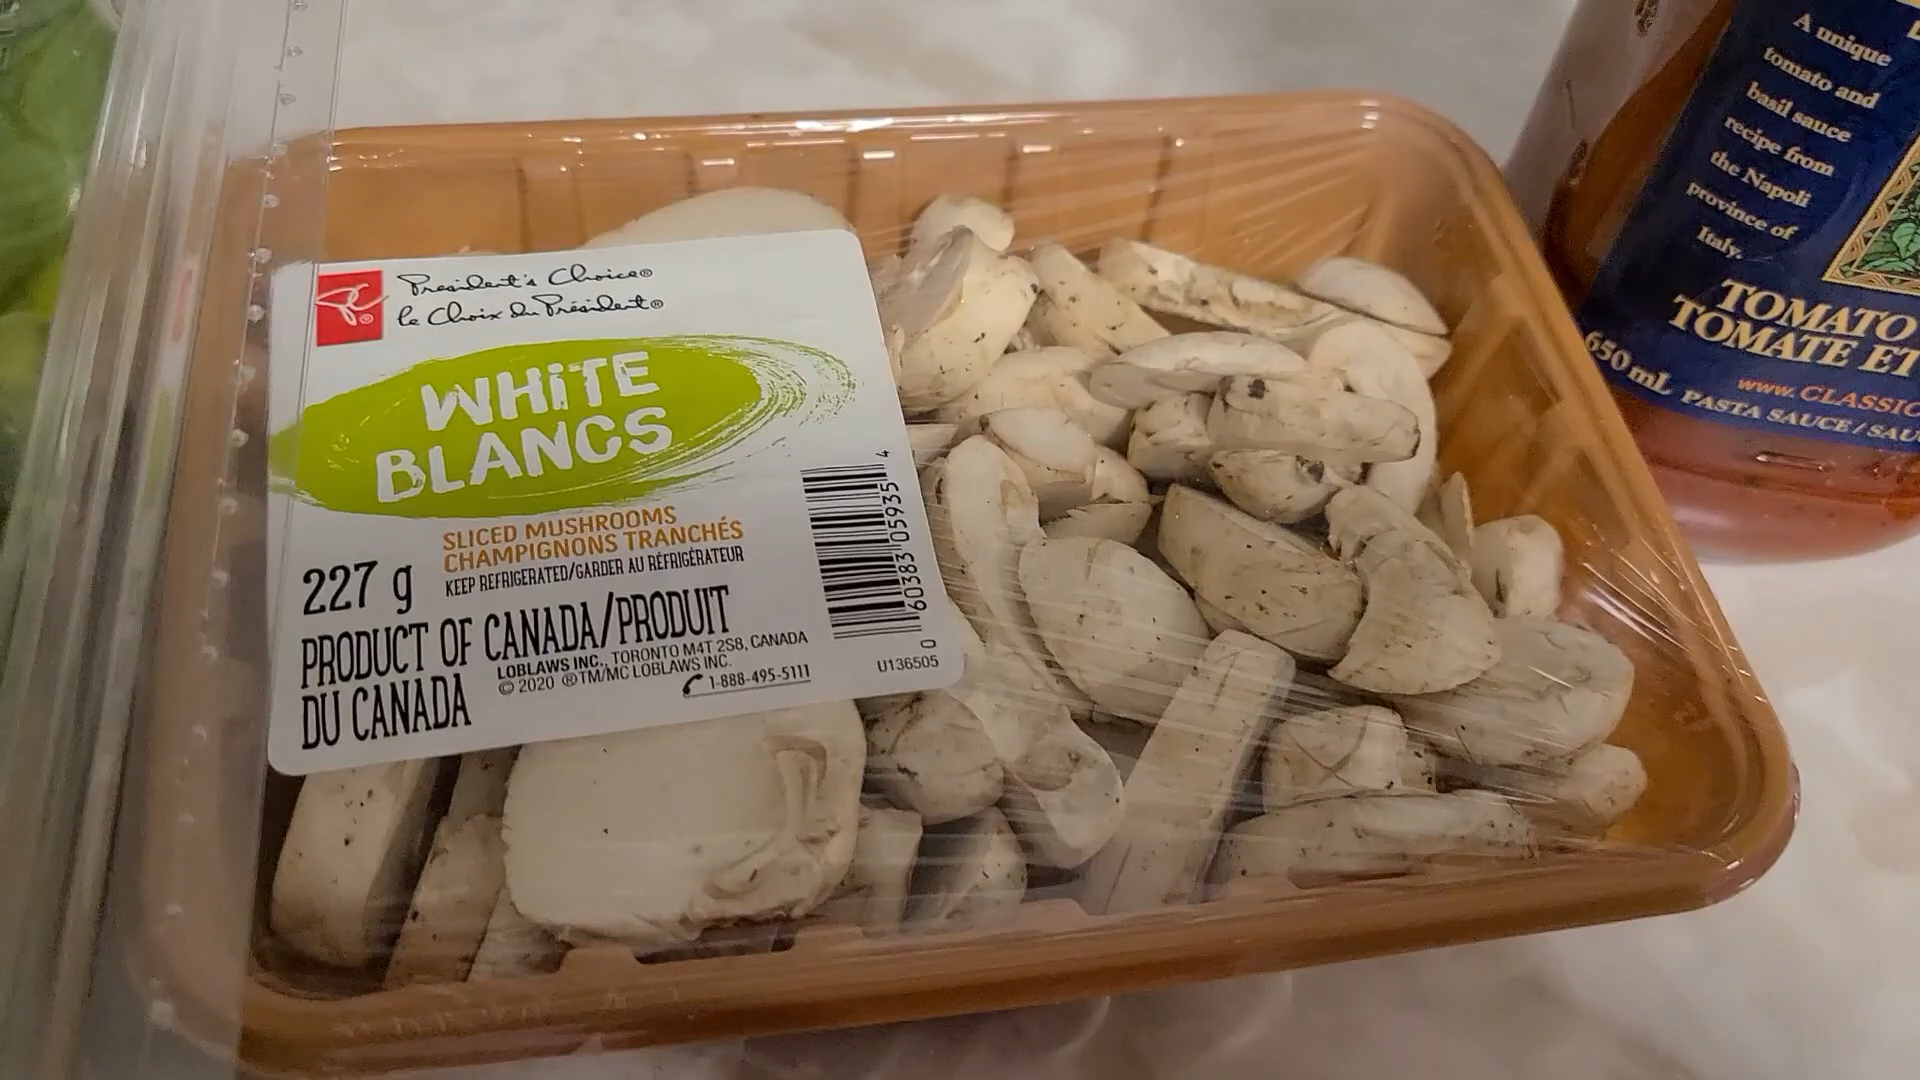 President's Choice®
le Choix du Président®
WHiTE
BLANCS
SLICED MUSHROOMS
CHAMPIGNONS TRANCHÉS
KEEP REFRIGERATED/GARDER AU RÉFRIGÉRATEUR
227 g
PRODUCT OF CANADA/PRODUIT
DU CANADA
LOBLAWS INC., TORONTO M4T 2S8, CANADA
© 2020 ®TM/MC LOBLAWS INC.
1-888-495-5111
0 60383 05935 4
U136505
A unique
tomato and
basil sauce
recipe from
the Napoli
province of
Italy.
TOMATO
TOMATE ET
www.CLASSIC
650 mL PASTA SAUCE / SAU